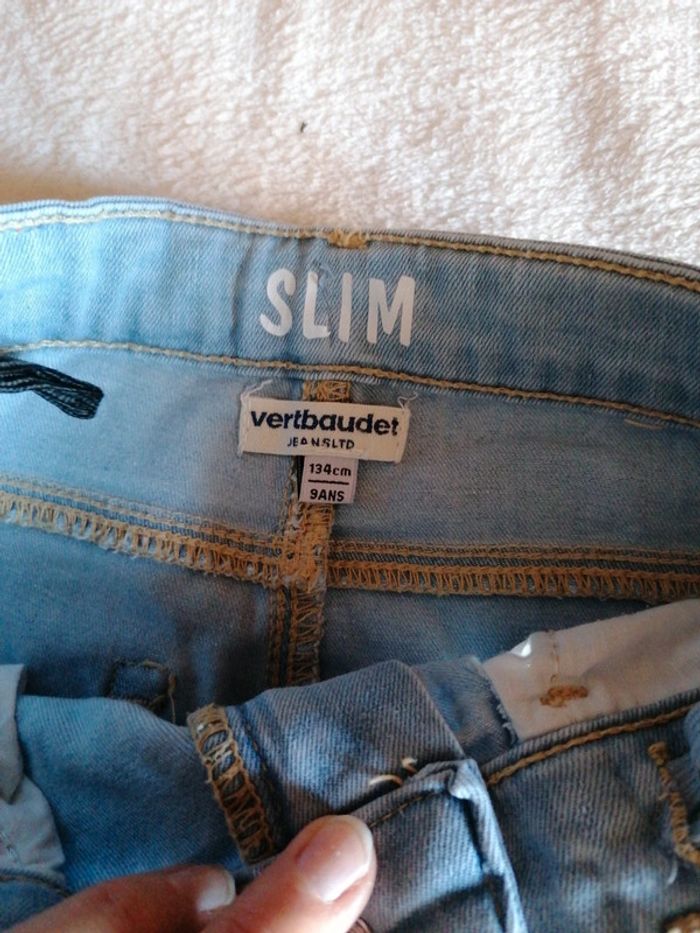 SLIM
vertbaudet
JEANSLTD
134cm
9ANS